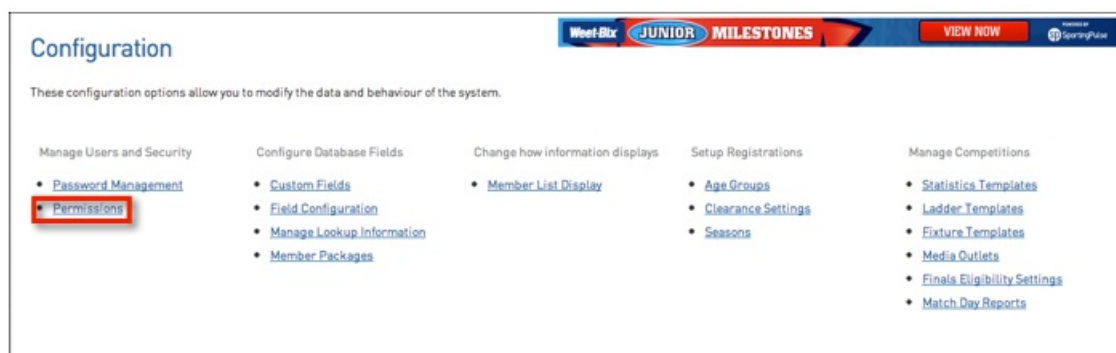 Configuration
Weet-Bix JUNIOR MILESTONES VIEW NOW POWERED BY SportingPulse
These configuration options allow you to modify the data and behaviour of the system.
Manage Users and Security
Password Management
Permissions
Configure Database Fields
Custom Fields
Field Configuration
Manage Lookup Information
Member Packages
Change how information displays
Member List Display
Setup Registrations
Age Groups
Clearance Settings
Seasons
Manage Competitions
Statistics Templates
Ladder Templates
Fixture Templates
Media Outlets
Finals Eligibility Settings
Match Day Reports